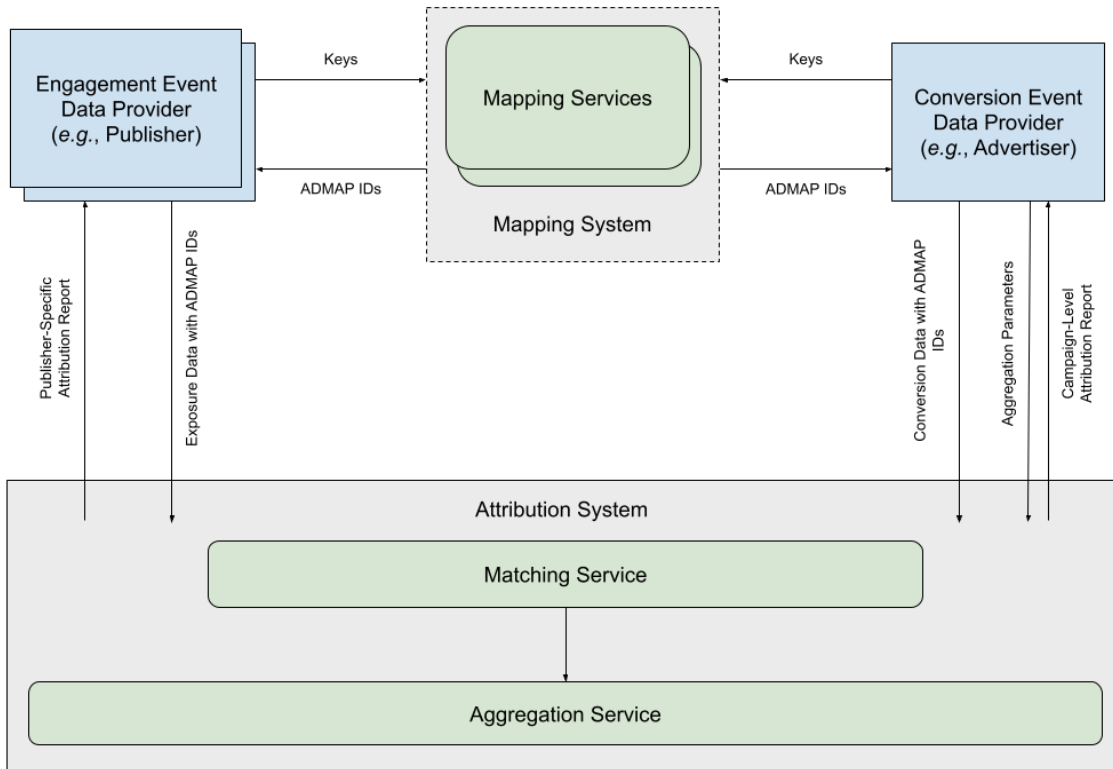 Engagement Event
Data Provider
(e.g., Publisher)
Keys
ADMAP IDs
Mapping Services
Mapping System
Keys
ADMAP IDs
Conversion Event
Data Provider
(e.g., Advertiser)
Publisher-Specific
Attribution Report
Exposure Data with ADMAP IDs
Conversion Data with ADMAP
IDs
Aggregation Parameters
Campaign-Level
Attribution Report
Attribution System
Matching Service
Aggregation Service